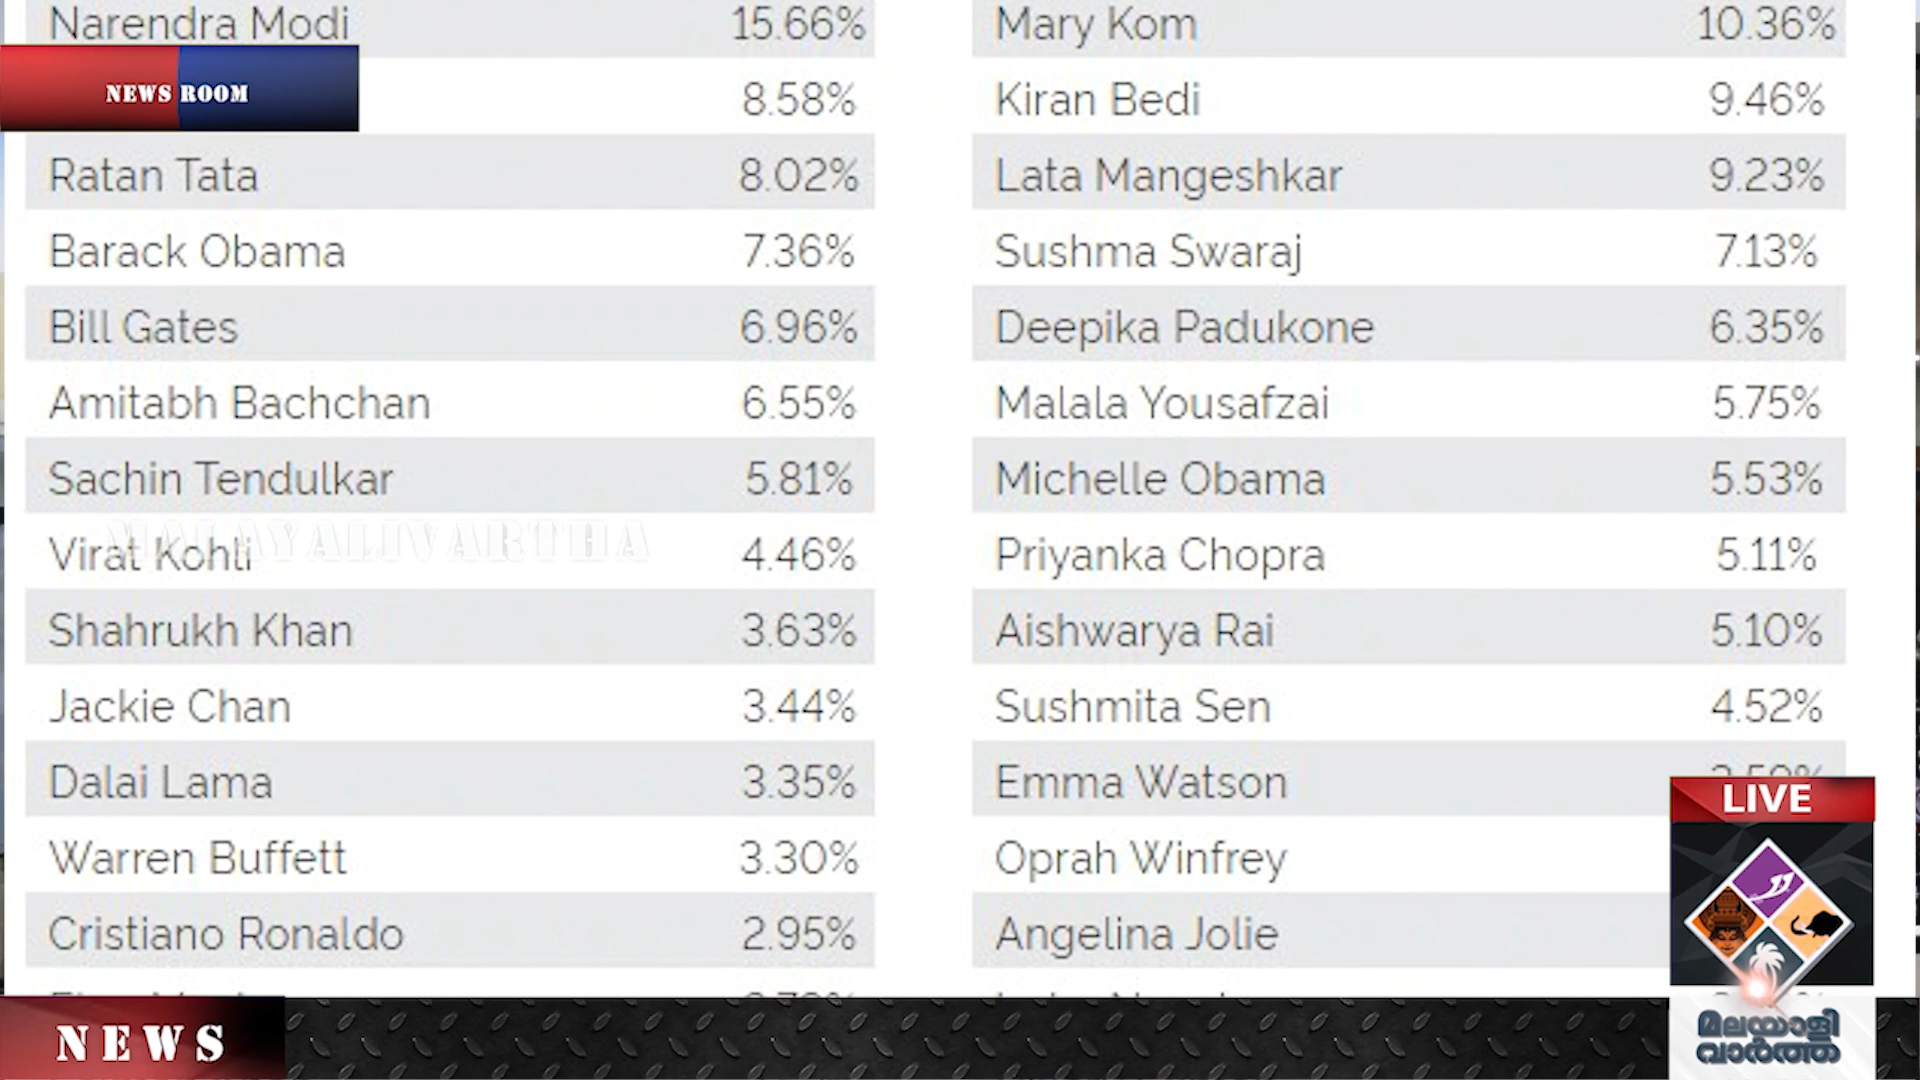 Narendra Modi 15.66% Mary Kom 10.36%
NEWS ROOM
8.58% Kiran Bedi 9.46%
Ratan Tata 8.02% Lata Mangeshkar 9.23%
Barack Obama 7.36% Sushma Swaraj 7.13%
Bill Gates 6.96% Deepika Padukone 6.35%
Amitabh Bachchan 6.55% Malala Yousafzai 5.75%
Sachin Tendulkar 5.81% Michelle Obama 5.53%
MALAYALIVARTHA
Virat Kohli 4.46% Priyanka Chopra 5.11%
Shahrukh Khan 3.63% Aishwarya Rai 5.10%
Jackie Chan 3.44% Sushmita Sen 4.52%
Dalai Lama 3.35% Emma Watson
LIVE
Warren Buffett 3.30% Oprah Winfrey
Cristiano Ronaldo 2.95% Angelina Jolie
NEWS
മലയാളി
വാർത്ത